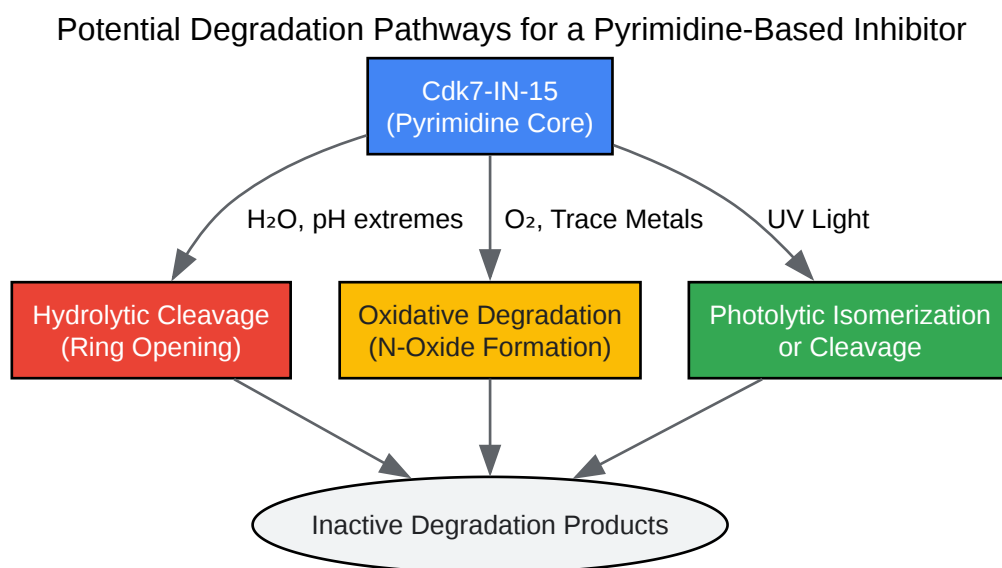 Potential Degradation Pathways for a Pyrimidine-Based Inhibitor
Cdk7-IN-15
(Pyrimidine Core)
H₂O, pH extremes
O₂, Trace Metals
UV Light
Hydrolytic Cleavage
(Ring Opening)
Oxidative Degradation
(N-Oxide Formation)
Photolytic Isomerization
or Cleavage
Inactive Degradation Products